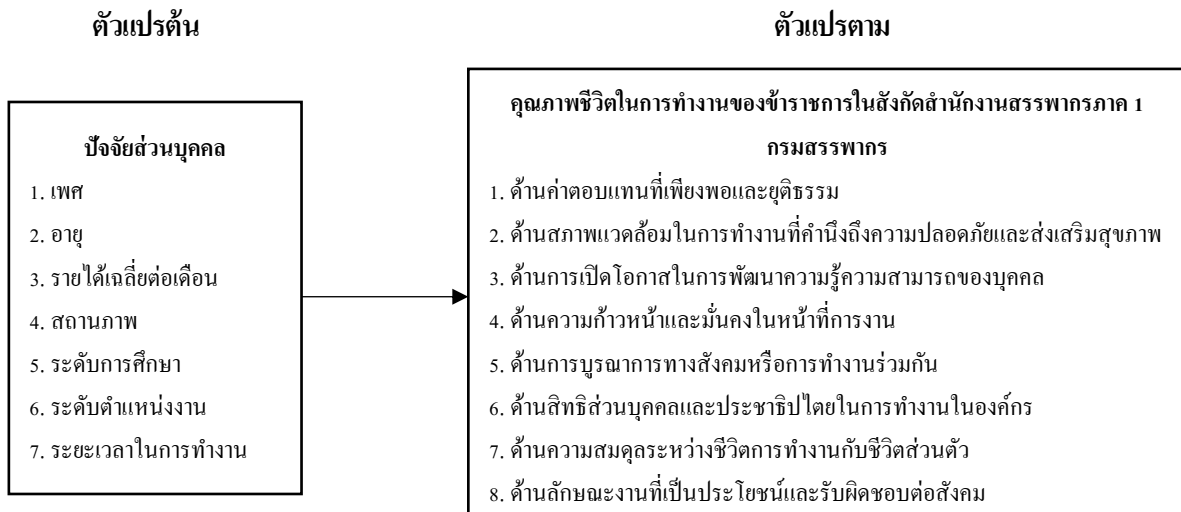 ตัวแปรต้น
ตัวแปรตาม
ปัจจัยส่วนบุคคล
1. เพศ
2. อายุ
3. รายได้เฉลี่ยต่อเดือน
4. สถานภาพ
5. ระดับการศึกษา
6. ระดับตำแหน่งงาน
7. ระยะเวลาในการทำงาน
คุณภาพชีวิตในการทำงานของข้าราชการในสังกัดสำนักงานสรรพากรภาค 1
กรมสรรพากร
1. ด้านค่าตอบแทนที่เพียงพอและยุติธรรม
2. ด้านสภาพแวดล้อมในการทำงานที่คำนึงถึงความปลอดภัยและส่งเสริมสุขภาพ
3. ด้านการเปิดโอกาสในการพัฒนาความรู้ความสามารถของบุคคล
4. ด้านความก้าวหน้าและมั่นคงในหน้าที่การงาน
5. ด้านการบูรณาการทางสังคมหรือการทำงานร่วมกัน
6. ด้านสิทธิส่วนบุคคลและประชาธิปไตยในการทำงานในองค์กร
7. ด้านความสมดุลระหว่างชีวิตการทำงานกับชีวิตส่วนตัว
8. ด้านลักษณะงานที่เป็นประโยชน์และรับผิดชอบต่อสังคม